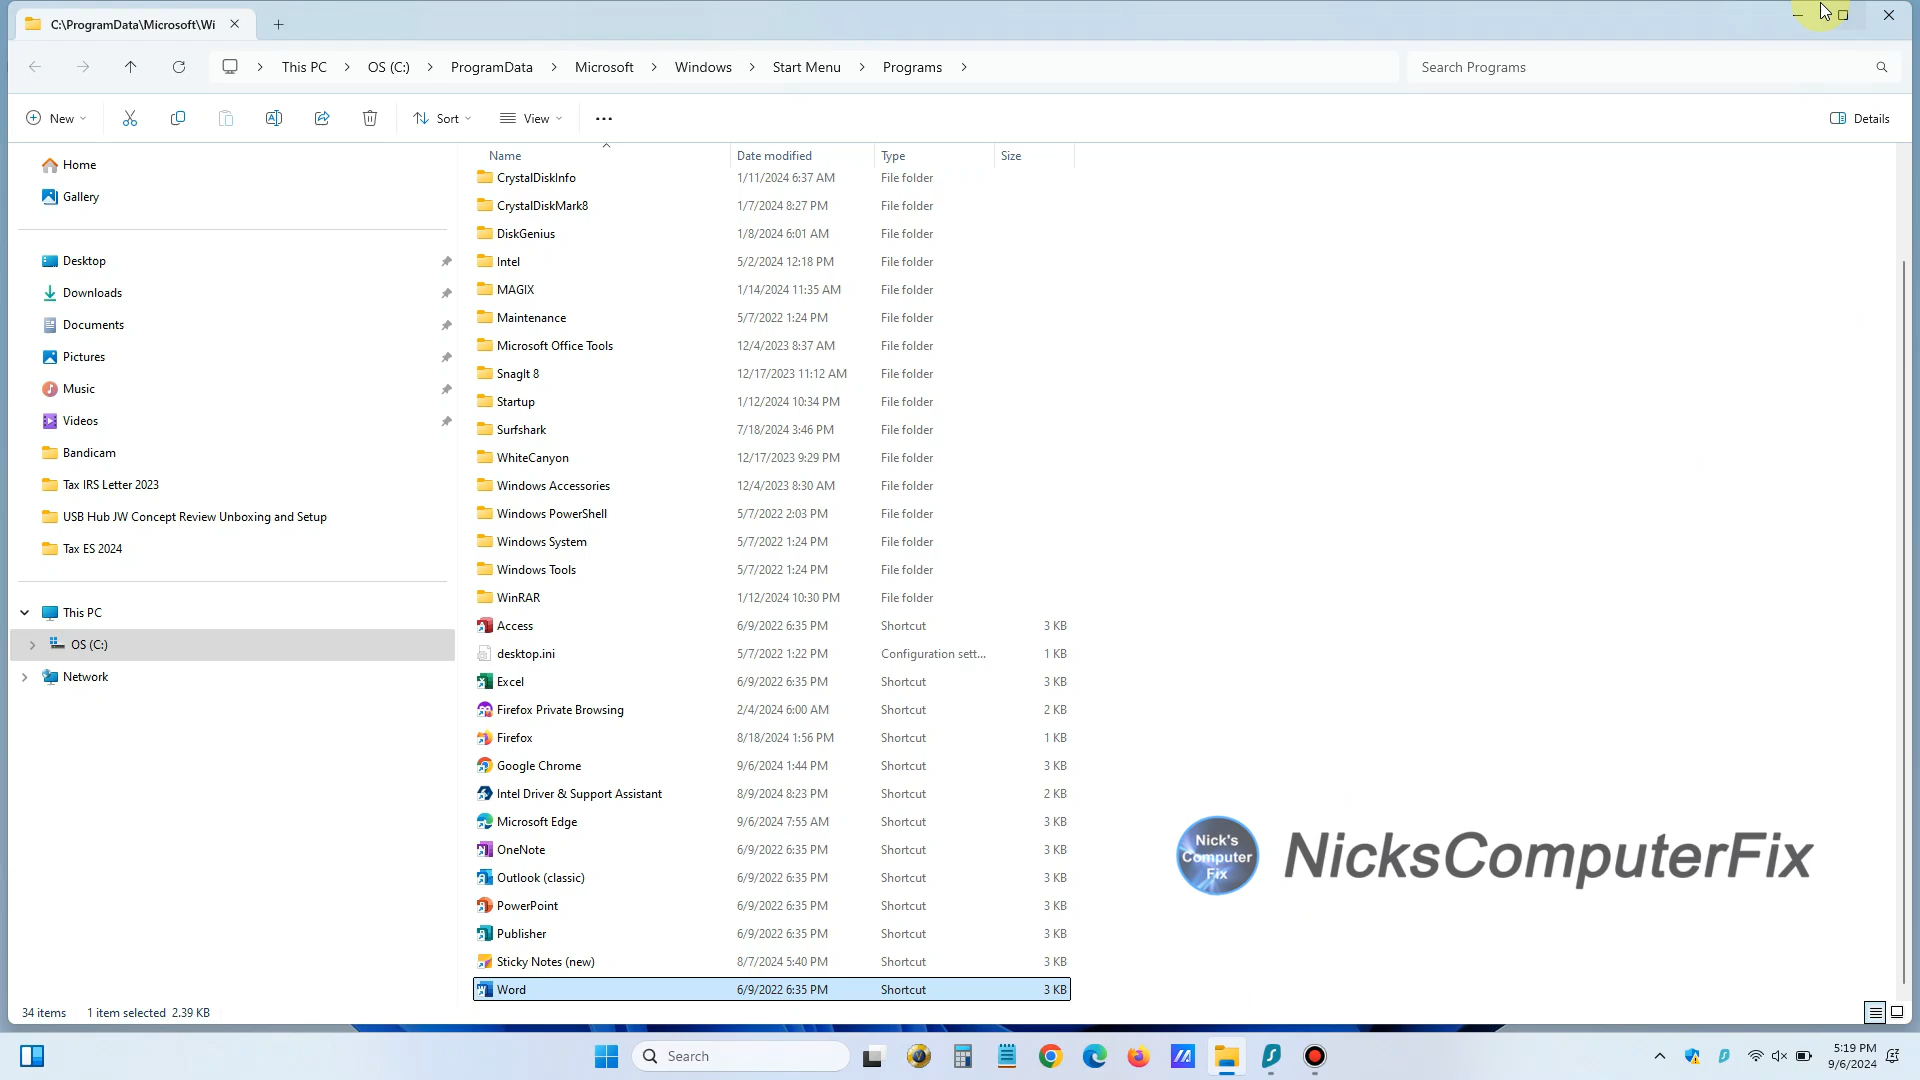 C:\ProgramData\Microsoft\Wi
This PC > OS (C:) > ProgramData > Microsoft > Windows > Start Menu > Programs >
Search Programs
New Sort View ... Details
Home
Gallery
Desktop
Downloads
Documents
Pictures
Music
Videos
Bandicam
Tax IRS Letter 2023
USB Hub JW Concept Review Unboxing and Setup
Tax ES 2024
This PC
OS (C:)
Network
Name Date modified Type Size
CrystalDiskInfo 1/11/2024 6:37 AM File folder
CrystalDiskMark8 1/7/2024 8:27 PM File folder
DiskGenius 1/8/2024 6:01 AM File folder
Intel 5/2/2024 12:18 PM File folder
MAGIX 1/14/2024 11:35 AM File folder
Maintenance 5/7/2022 1:24 PM File folder
Microsoft Office Tools 12/4/2023 8:37 AM File folder
SnagIt 8 12/17/2023 11:12 AM File folder
Startup 1/12/2024 10:34 PM File folder
Surfshark 7/18/2024 3:46 PM File folder
WhiteCanyon 12/17/2023 9:29 PM File folder
Windows Accessories 12/4/2023 8:30 AM File folder
Windows PowerShell 5/7/2022 2:03 PM File folder
Windows System 5/7/2022 1:24 PM File folder
Windows Tools 5/7/2022 1:24 PM File folder
WinRAR 1/12/2024 10:30 PM File folder
Access 6/9/2022 6:35 PM Shortcut 3 KB
desktop.ini 5/7/2022 1:22 PM Configuration sett... 1 KB
Excel 6/9/2022 6:35 PM Shortcut 3 KB
Firefox Private Browsing 2/4/2024 6:00 AM Shortcut 2 KB
Firefox 8/18/2024 1:56 PM Shortcut 1 KB
Google Chrome 9/6/2024 1:44 PM Shortcut 3 KB
Intel Driver & Support Assistant 8/9/2024 8:23 PM Shortcut 2 KB
Microsoft Edge 9/6/2024 7:55 AM Shortcut 3 KB
OneNote 6/9/2022 6:35 PM Shortcut 3 KB
Outlook (classic) 6/9/2022 6:35 PM Shortcut 3 KB
PowerPoint 6/9/2022 6:35 PM Shortcut 3 KB
Publisher 6/9/2022 6:35 PM Shortcut 3 KB
Sticky Notes (new) 8/7/2024 5:40 PM Shortcut 3 KB
Word 6/9/2022 6:35 PM Shortcut 3 KB
Nick's
Computer
Fix
NicksComputerFix
34 items 1 item selected 2.39 KB
Search
5:19 PM
9/6/2024